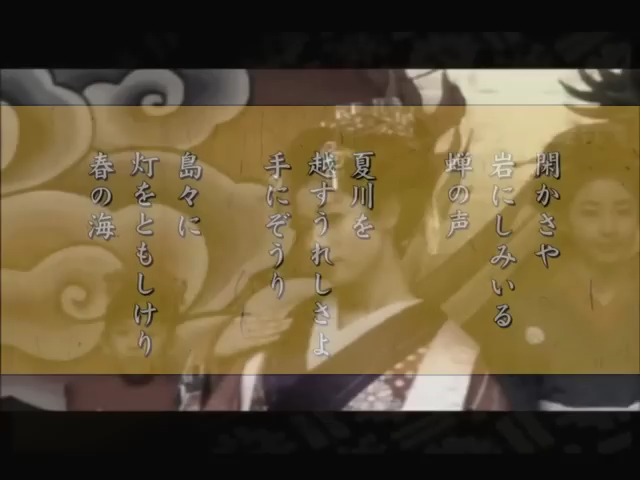 閑かさや
岩にしみいる
蝉の声
夏川を
越すうれしさよ
手にぞうり
島々に
灯をともしけり
春の海